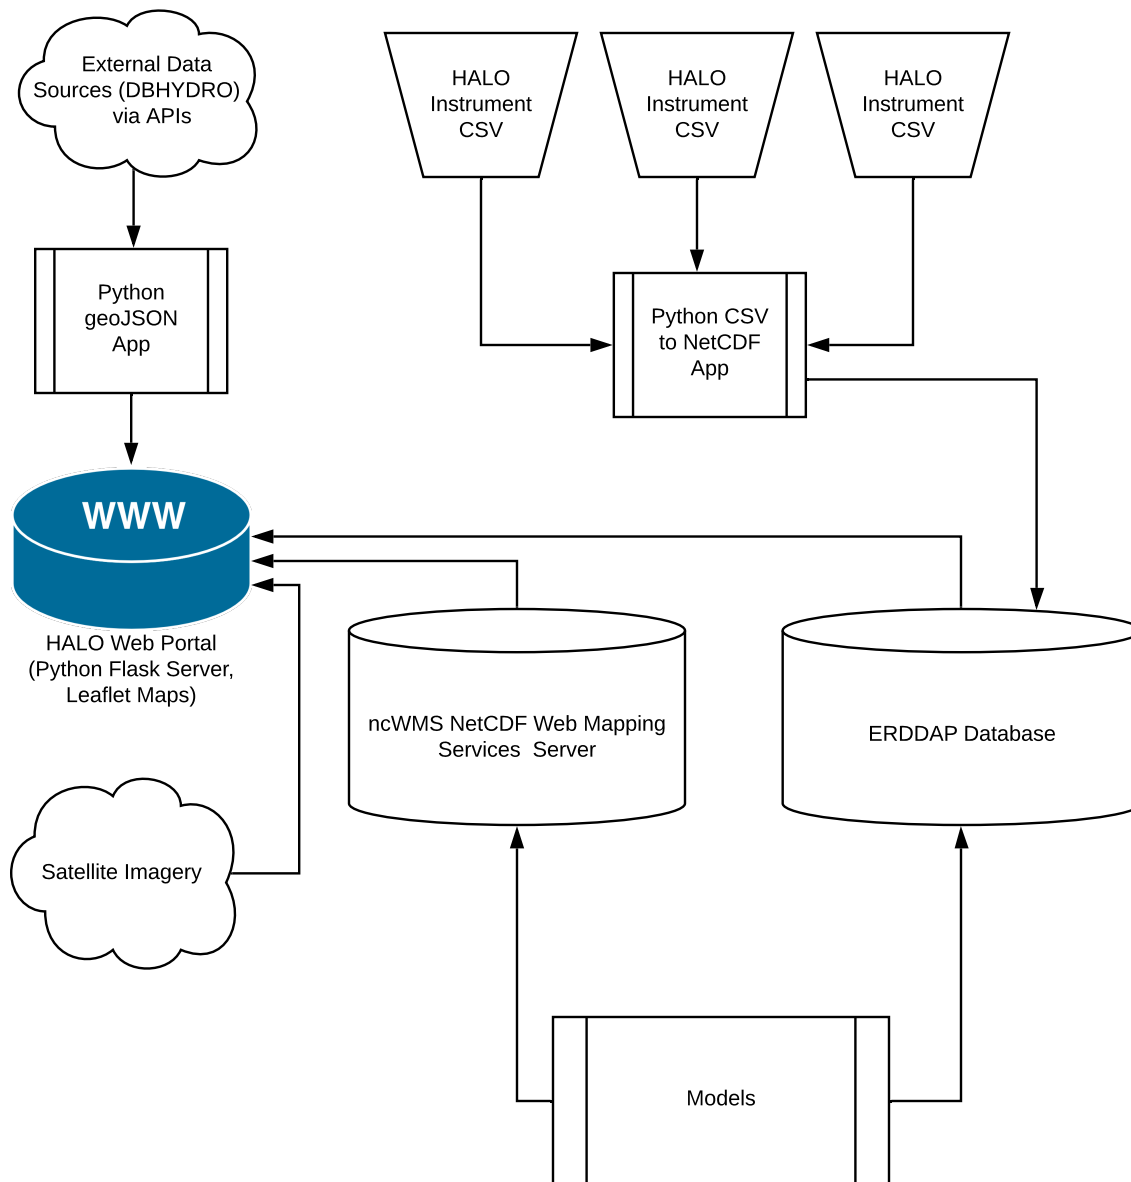 External Data
Sources (DBHYDRO)
via APIs
HALO
Instrument
CSV
HALO
Instrument
CSV
HALO
Instrument
CSV
Python
geoJSON
App
Python CSV
to NetCDF
App
WWW
HALO Web Portal
(Python Flask Server,
Leaflet Maps)
ncWMS NetCDF Web Mapping
Services  Server
ERDDAP Database
Satellite Imagery
Models